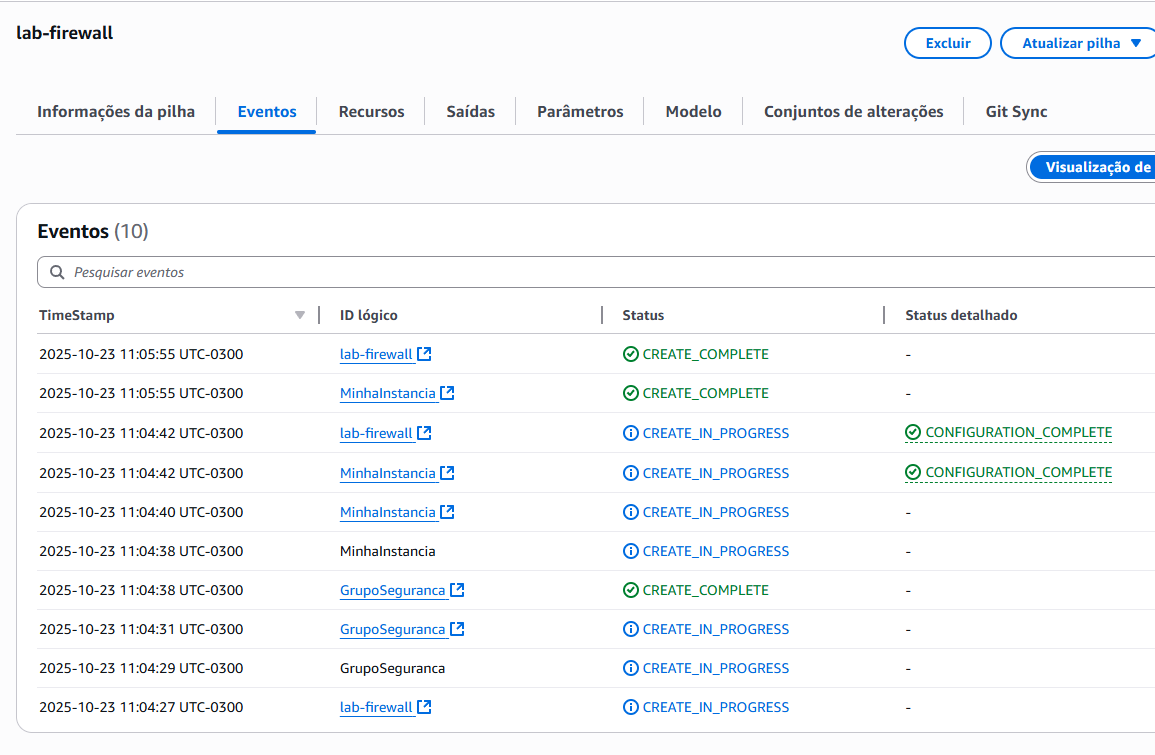 lab-firewall
Excluir Atualizar pilha
Informações da pilha Eventos Recursos Saídas Parâmetros Modelo Conjuntos de alterações Git Sync
Visualização de
Eventos (10)
Pesquisar eventos
TimeStamp ID lógico Status Status detalhado
2025-10-23 11:05:55 UTC-0300 lab-firewall CREATE_COMPLETE -
2025-10-23 11:05:55 UTC-0300 MinhaInstancia CREATE_COMPLETE -
2025-10-23 11:04:42 UTC-0300 lab-firewall CREATE_IN_PROGRESS CONFIGURATION_COMPLETE
2025-10-23 11:04:42 UTC-0300 MinhaInstancia CREATE_IN_PROGRESS CONFIGURATION_COMPLETE
2025-10-23 11:04:40 UTC-0300 MinhaInstancia CREATE_IN_PROGRESS -
2025-10-23 11:04:38 UTC-0300 MinhaInstancia CREATE_IN_PROGRESS -
2025-10-23 11:04:38 UTC-0300 GrupoSeguranca CREATE_COMPLETE -
2025-10-23 11:04:31 UTC-0300 GrupoSeguranca CREATE_IN_PROGRESS -
2025-10-23 11:04:29 UTC-0300 GrupoSeguranca CREATE_IN_PROGRESS -
2025-10-23 11:04:27 UTC-0300 lab-firewall CREATE_IN_PROGRESS -